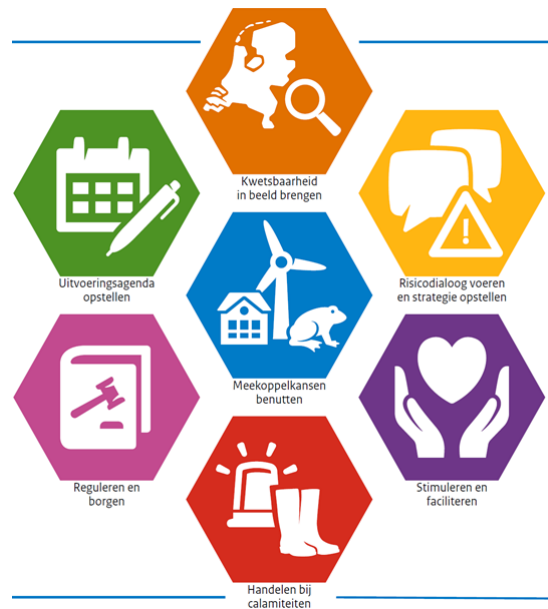 Kwetsbaarheid
in beeld brengen
Uitvoeringsagenda
opstellen
Risicodialoog voeren
en strategie opstellen
Meekoppelkansen
benutten
Reguleren en
borgen
Stimuleren en
faciliteren
Handelen bij
calamiteiten